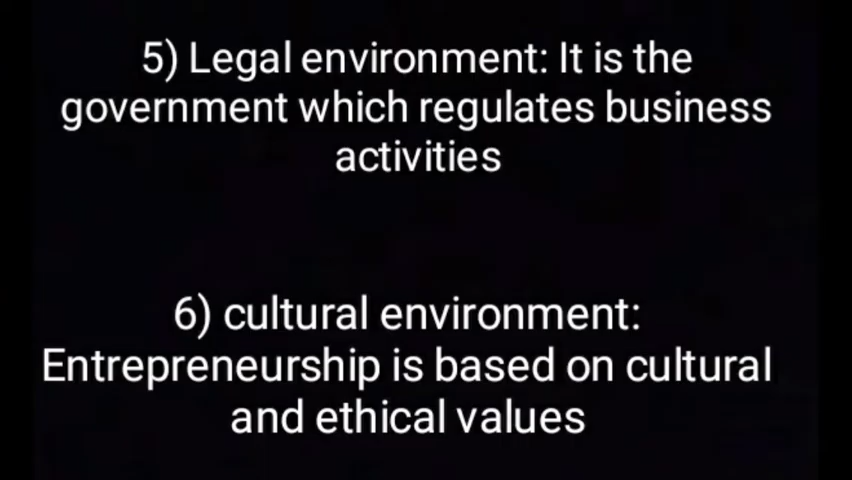 5) Legal environment: It is the
government which regulates business
activities
6) cultural environment:
Entrepreneurship is based on cultural
and ethical values